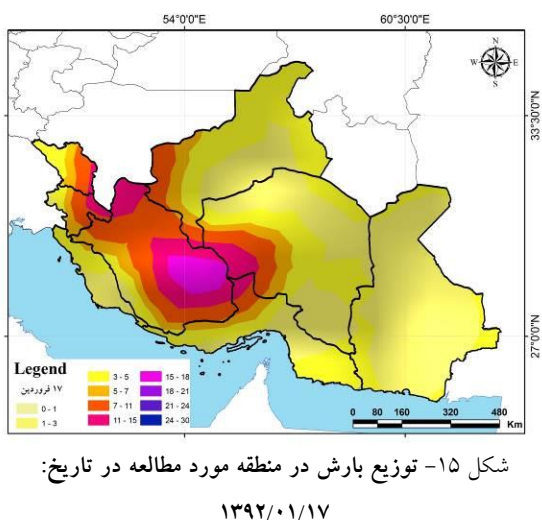 54°0'0"E 60°30'0"E
N
W E
S
33°30'0"N
27°0'0"N
Legend
۱۷ فروردین
0 - 1
1 - 3
3 - 5
5 - 7
7 - 11
11 - 15
15 - 18
18 - 21
21 - 24
24 - 30
0 80 160 320 480
Km
شکل ۱۵- توزیع بارش در منطقه مورد مطالعه در تاریخ:
۱۳۹۲/۰۱/۱۷